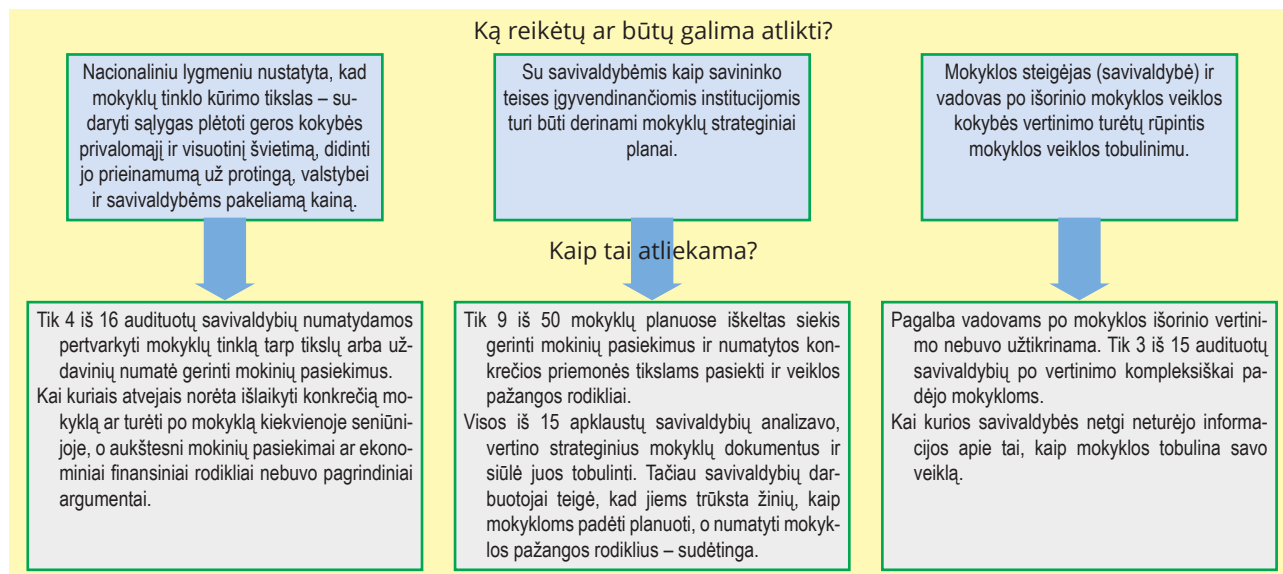 Ką reikėtų ar būtų galima atlikti?
Nacionaliniu lygmeniu nustatyta, kad
mokyklų tinklo kūrimo tikslas – su-
daryti sąlygas plėtoti geros kokybės
privalomąjį ir visuotinį švietimą, didinti
jo prieinamumą už protingą, valstybei
ir savivaldybėms pakeliamą kainą.
Su savivaldybėmis kaip savininko
teises įgyvendinančiomis institucijomis
turi būti derinami mokyklų strateginiai
planai.
Mokyklos steigėjas (savivaldybė) ir
vadovas po išorinio mokyklos veiklos
kokybės vertinimo turėtų rūpintis
mokyklos veiklos tobulinimu.
Kaip tai atliekama?
Tik 4 iš 16 audituotų savivaldybių numatydamos
pertvarkyti mokyklų tinklą tarp tikslų arba už-
davinių numatė gerinti mokinių pasiekimus.
Kai kuriais atvejais norėta išlaikyti konkrečią mo-
kyklą ar turėti po mokyklą kiekvienoje seniūni-
joje, o aukštesni mokinių pasiekimai ar ekono-
miniai finansiniai rodikliai nebuvo pagrindiniai
argumentai.
Tik 9 iš 50 mokyklų planuose iškeltas siekis
gerinti mokinių pasiekimus ir numatytos kon-
krečios priemonės tikslams pasiekti ir veiklos
pažangos rodikliai.
Visos iš 15 apklaustų savivaldybių analizavo,
vertino strateginius mokyklų dokumentus ir
siūlė juos tobulinti. Tačiau savivaldybių dar-
buotojai teigė, kad jiems trūksta žinių, kaip
mokykloms padėti planuoti, o numatyti mokyk-
los pažangos rodiklius – sudėtinga.
Pagalba vadovams po mokyklos išorinio vertini-
mo nebuvo užtikrinama. Tik 3 iš 15 audituotų
savivaldybių po vertinimo kompleksiškai pa-
dėjo mokykloms.
Kai kurios savivaldybės netgi neturėjo informa-
cijos apie tai, kaip mokyklos tobulina savo
veiklą.